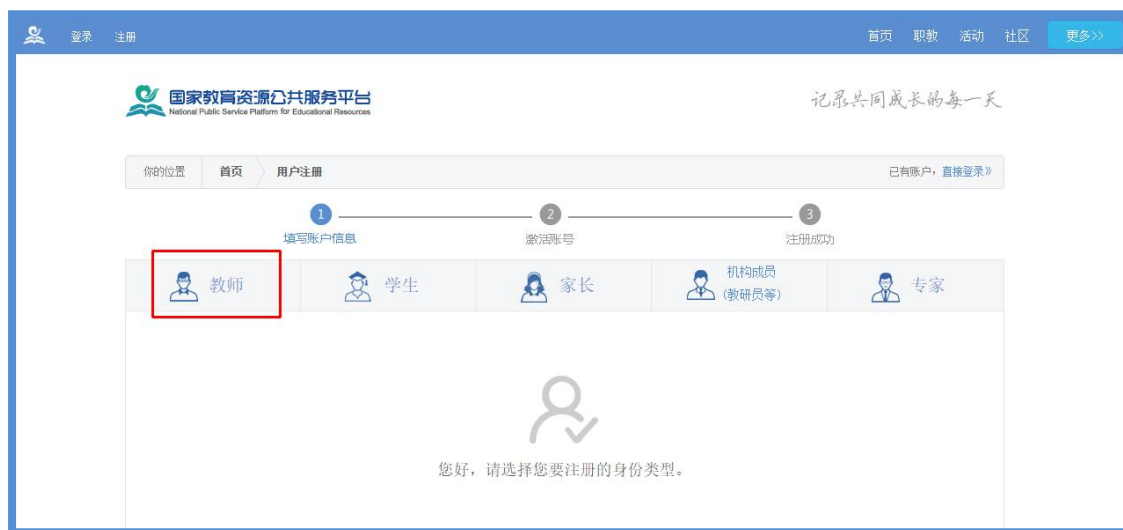 登录 注册 首页 职教 活动 社区 更多>>
国家教育资源公共服务平台
National Public Service Platform for Educational Resources
记录共同成长的每一天
你的位置 首页 用户注册 已有账户，直接登录》
1 2 3
填写账户信息 激活账号 注册成功
教师 学生 家长 机构成员 (教研员等) 专家
您好，请选择您要注册的身份类型。